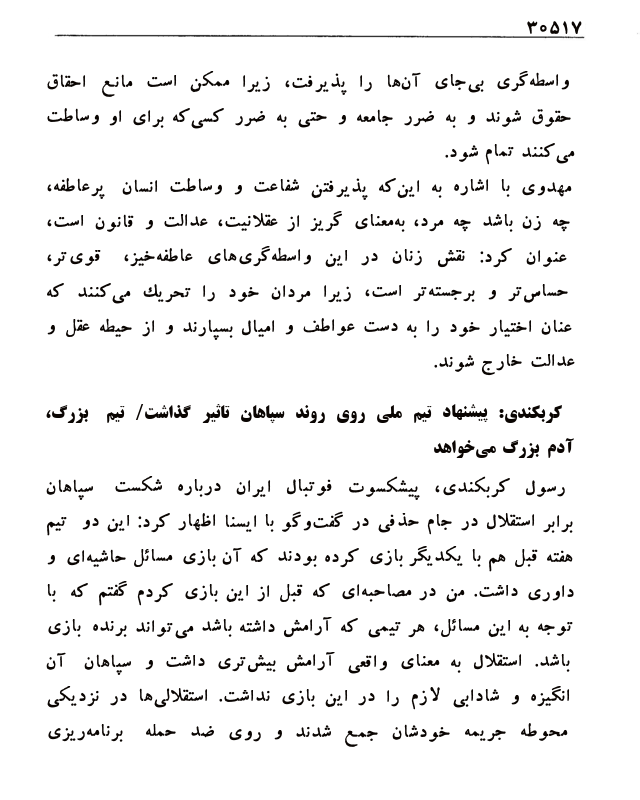 ۳۰۵۱۷
واسطه‌گری بی‌جای آن‌ها را پذیرفت، زیرا ممکن است مانع احقاق
حقوق شوند و به ضرر جامعه و حتی به ضرر کسی‌که برای او وساطت
می‌کنند تمام شود.
مهدوی با اشاره به این‌که پذیرفتن شفاعت و وساطت انسان پرعاطفه،
چه زن باشد چه مرد، به‌معنای گریز از عقلانیت، عدالت و قانون است،
عنوان کرد: نقش زنان در این واسطه‌گری‌های عاطفه‌خیز، قوی‌تر،
حساس‌تر و برجسته‌تر است، زیرا مردان خود را تحریك می‌کنند که
عنان اختیار خود را به دست عواطف و امیال بسپارند و از حیطه عقل و
عدالت خارج شوند.
کربکندی: پیشنهاد تیم ملی روی روند سپاهان تاثیر گذاشت/ تیم بزرگ،
آدم بزرگ می‌خواهد
رسول کربکندی، پیشکسوت فوتبال ایران درباره شکست سپاهان
برابر استقلال در جام حذفی در گفت‌وگو با ایسنا اظهار کرد: این دو تیم
هفته قبل هم با یکدیگر بازی کرده بودند که آن بازی مسائل حاشیه‌ای و
داوری داشت. من در مصاحبه‌ای که قبل از این بازی کردم گفتم که با
توجه به این مسائل، هر تیمی که آرامش داشته باشد می‌تواند برنده بازی
باشد. استقلال به معنای واقعی آرامش بیش‌تری داشت و سپاهان آن
انگیزه و شادابی لازم را در این بازی نداشت. استقلالی‌ها در نزدیکی
محوطه جریمه خودشان جمع شدند و روی ضد حمله برنامه‌ریزی